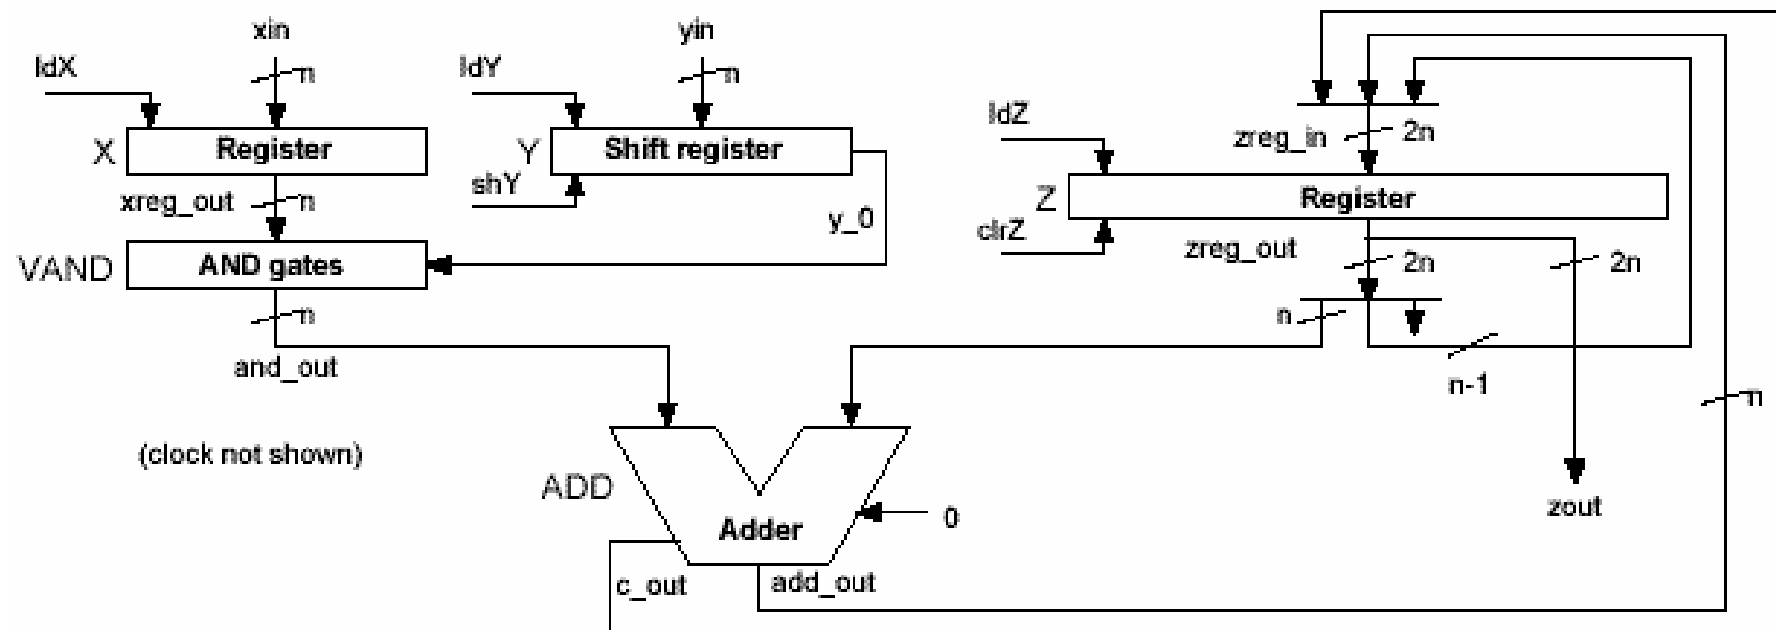 xin
yin
ldX
n
ldY
n
ldZ
zreg_in
2n
X
Register
Y
Shift register
Z
Register
xreg_out
n
shY
y_0
clrZ
zreg_out
2n
2n
VAND
AND gates
n
n
and_out
n-1
n
(clock not shown)
ADD
Adder
0
zout
c_out
add_out